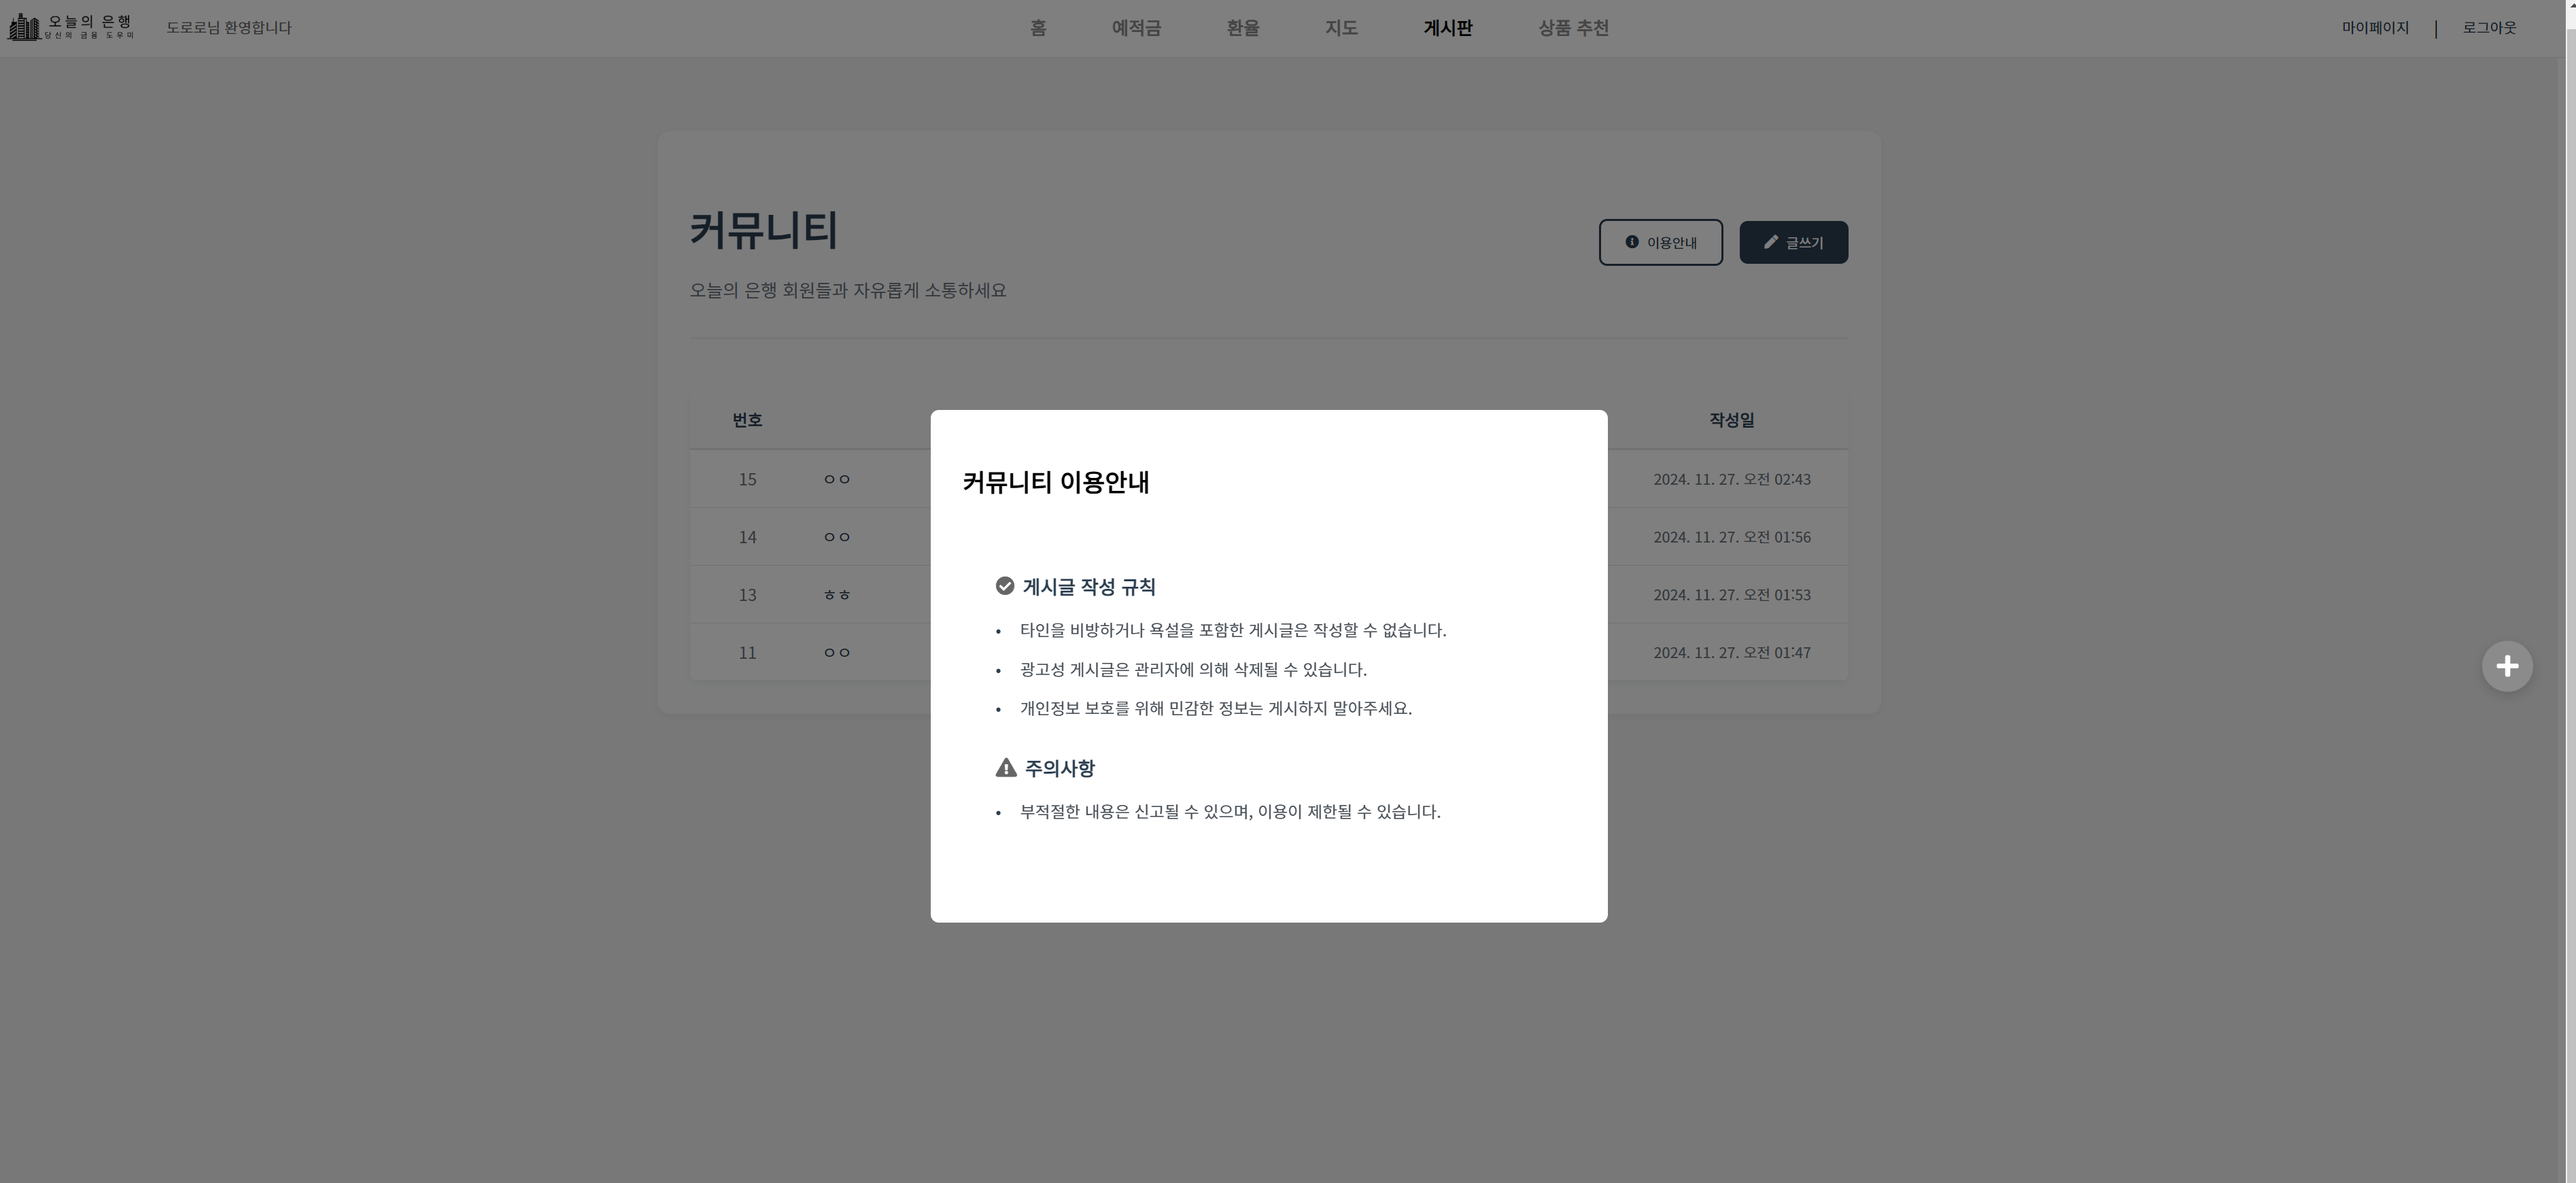 오늘의 은행
당신의 금융 도우미
도로로님 환영합니다
홈 예적금 환율 지도 게시판 상품 추천
마이페이지 | 로그아웃
커뮤니티
이용안내
글쓰기
오늘의 은행 회원들과 자유롭게 소통하세요
번호 작성일
15 ㅇㅇ 2024. 11. 27. 오전 02:43
14 ㅇㅇ 2024. 11. 27. 오전 01:56
13 ㅎㅎ 2024. 11. 27. 오전 01:53
11 ㅇㅇ 2024. 11. 27. 오전 01:47
커뮤니티 이용안내
게시글 작성 규칙
• 타인을 비방하거나 욕설을 포함한 게시글은 작성할 수 없습니다.
• 광고성 게시글은 관리자에 의해 삭제될 수 있습니다.
• 개인정보 보호를 위해 민감한 정보는 게시하지 말아주세요.
주의사항
• 부적절한 내용은 신고될 수 있으며, 이용이 제한될 수 있습니다.